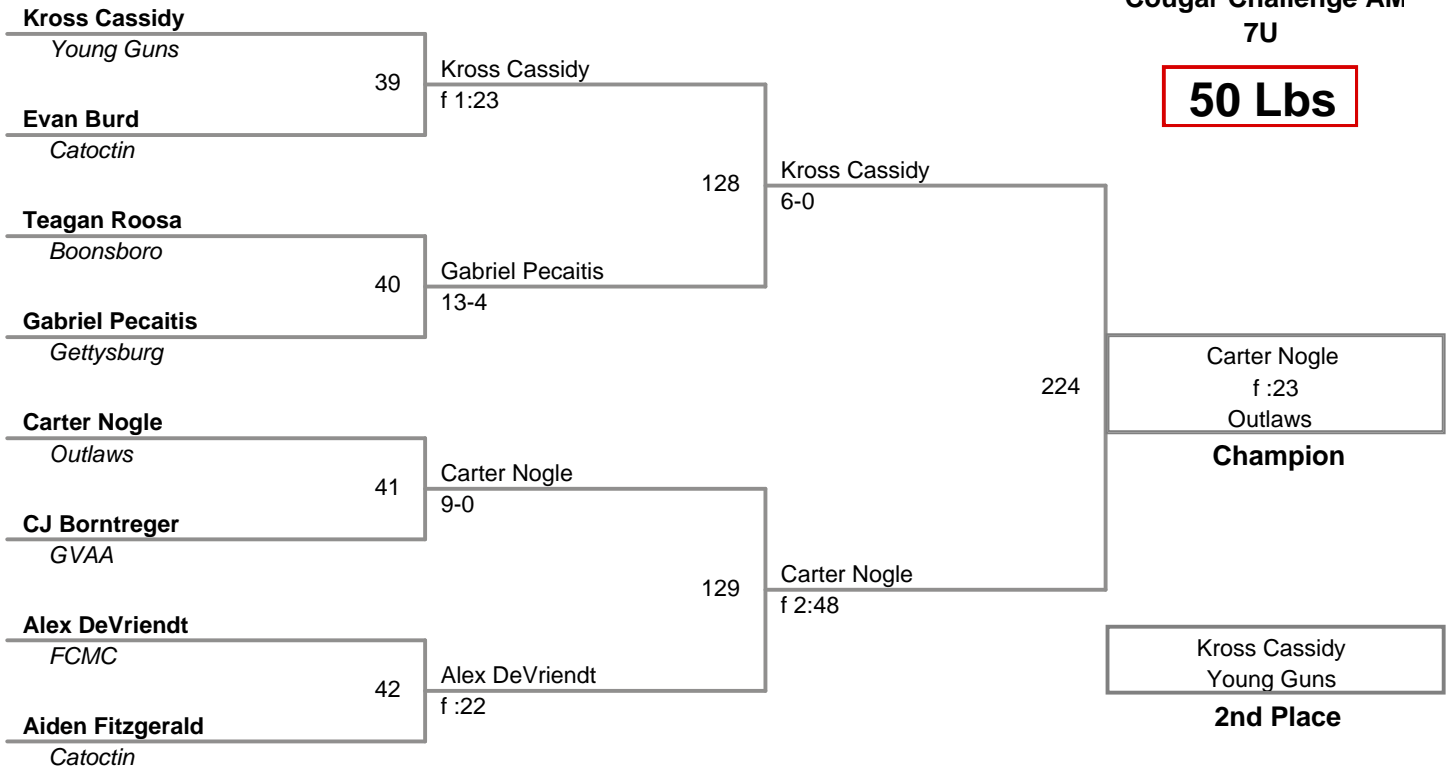 Cougar Challenge AM
7U
50 Lbs
Kross Cassidy
Young Guns
39
Evan Burd
Catoctin
Kross Cassidy
f 1:23
Teagan Roosa
Boonsboro
40
Gabriel Pecaitis
Gettysburg
Gabriel Pecaitis
13-4
128
Kross Cassidy
6-0
Carter Nogle
Outlaws
41
CJ Borntreger
GVAA
Carter Nogle
9-0
Alex DeVriendt
FCMC
42
Aiden Fitzgerald
Catoctin
Alex DeVriendt
f :22
129
Carter Nogle
f 2:48
224
Carter Nogle
f :23
Outlaws
Champion
Kross Cassidy
Young Guns
2nd Place